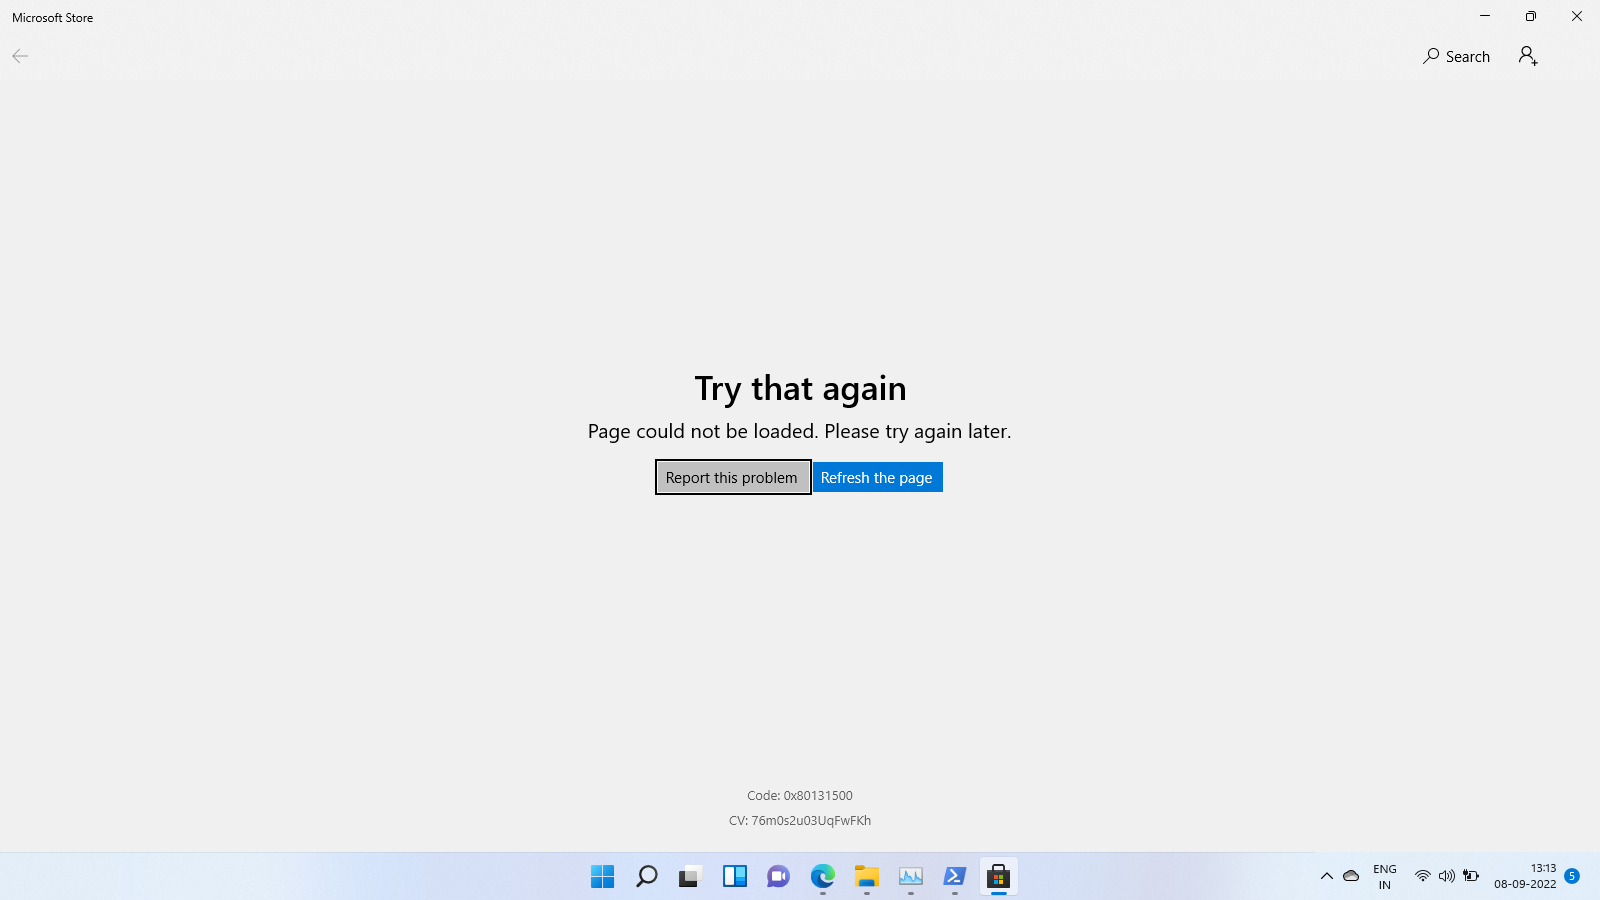 Microsoft Store
Search
Try that again
Page could not be loaded. Please try again later.
Report this problem
Refresh the page
Code: 0x80131500
CV: 76m0s2u03UqFwFKh
ENG
IN
13:13
08-09-2022
5